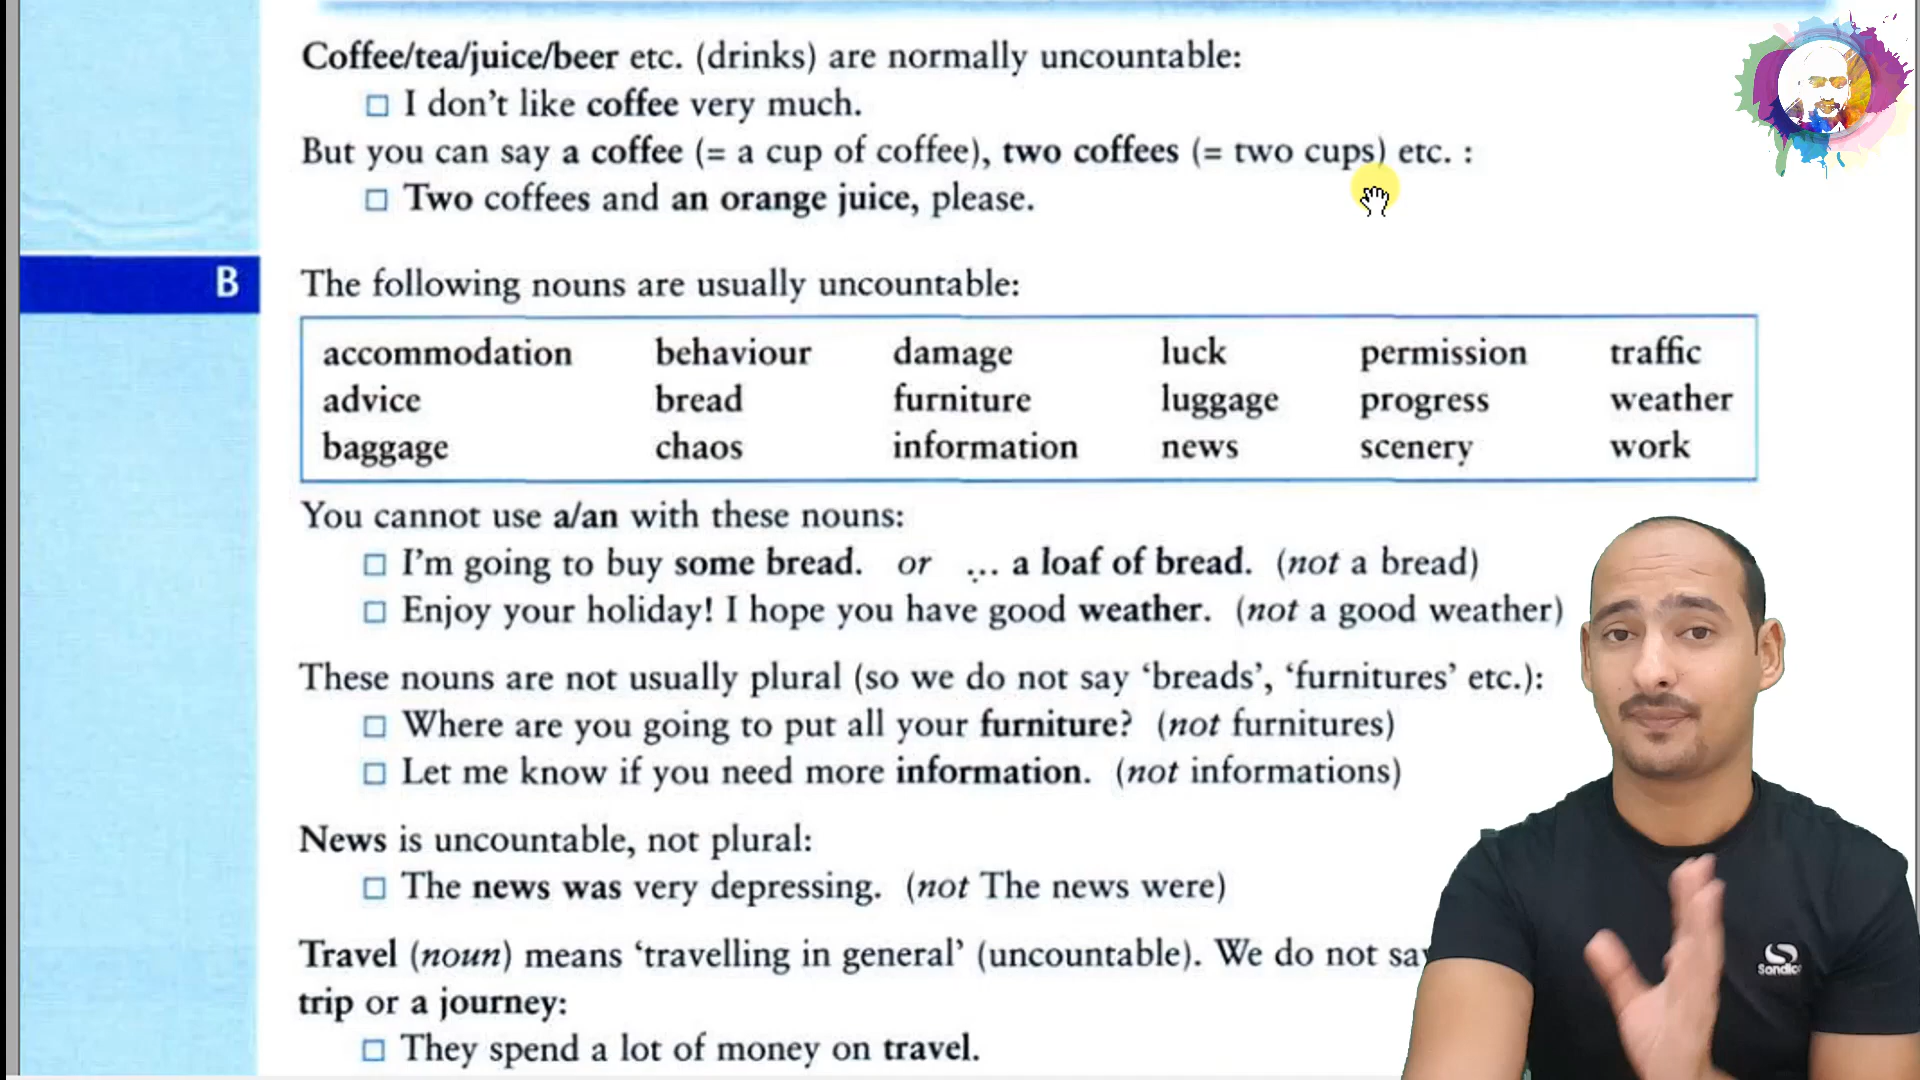 Coffee/tea/juice/beer etc. (drinks) are normally uncountable:
I don't like coffee very much.
But you can say a coffee (= a cup of coffee), two coffees (= two cups) etc. :
Two coffees and an orange juice, please.
B The following nouns are usually uncountable:
accommodation behaviour damage luck permission traffic
advice bread furniture luggage progress weather
baggage chaos information news scenery work
You cannot use a/an with these nouns:
I'm going to buy some bread. or ... a loaf of bread. (not a bread)
Enjoy your holiday! I hope you have good weather. (not a good weather)
These nouns are not usually plural (so we do not say 'breads', 'furnitures' etc.):
Where are you going to put all your furniture? (not furnitures)
Let me know if you need more information. (not informations)
News is uncountable, not plural:
The news was very depressing. (not The news were)
Travel (noun) means 'travelling in general' (uncountable). We do not say
trip or a journey:
They spend a lot of money on travel.
Sondico